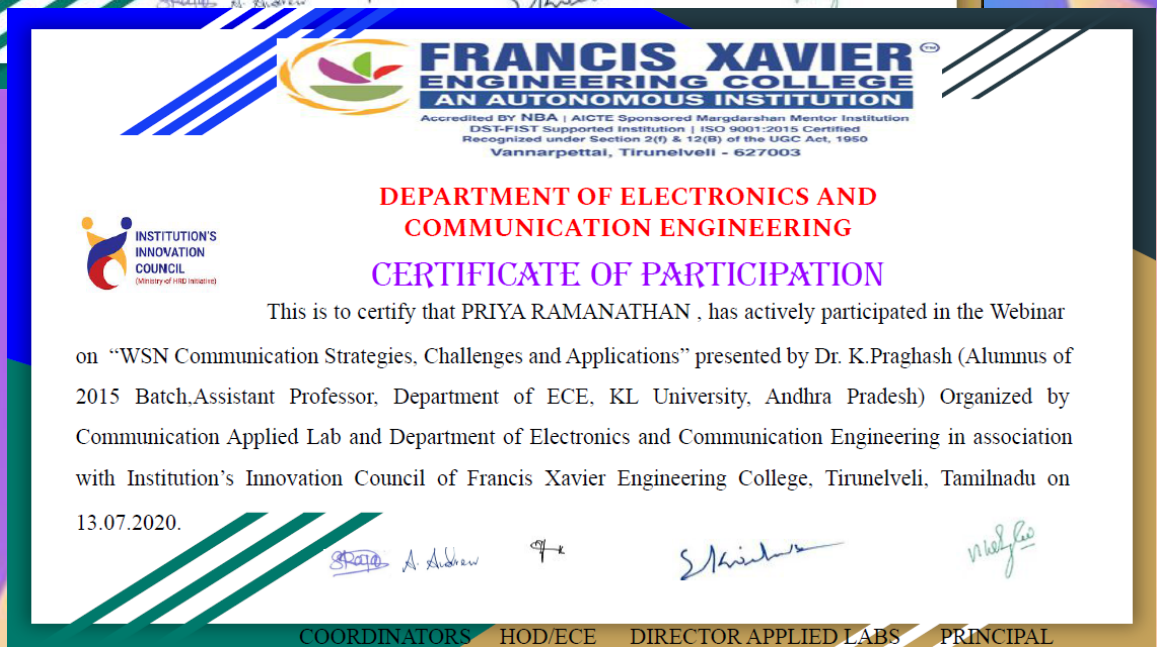 FRANCIS XAVIER TM
ENGINEERING COLLEGE
AN AUTONOMOUS INSTITUTION
Accredited BY NBA | AICTE Sponsored Margdarshan Mentor Institution
DST-FIST Supported Institution | ISO 9001:2015 Certified
Recognized under Section 2(f) & 12(B) of the UGC Act, 1950
Vannarpettai, Tirunelveli - 627003
DEPARTMENT OF ELECTRONICS AND
COMMUNICATION ENGINEERING
INSTITUTION'S
INNOVATION
COUNCIL
(Ministry of HRD Initiative)
CERTIFICATE OF PARTICIPATION
This is to certify that PRIYA RAMANATHAN , has actively participated in the Webinar
on “WSN Communication Strategies, Challenges and Applications” presented by Dr. K.Praghash (Alumnus of
2015 Batch,Assistant Professor, Department of ECE, KL University, Andhra Pradesh) Organized by
Communication Applied Lab and Department of Electronics and Communication Engineering in association
with Institution’s Innovation Council of Francis Xavier Engineering College, Tirunelveli, Tamilnadu on
13.07.2020.
A. Andrew
COORDINATORS HOD/ECE DIRECTOR APPLIED LABS PRINCIPAL